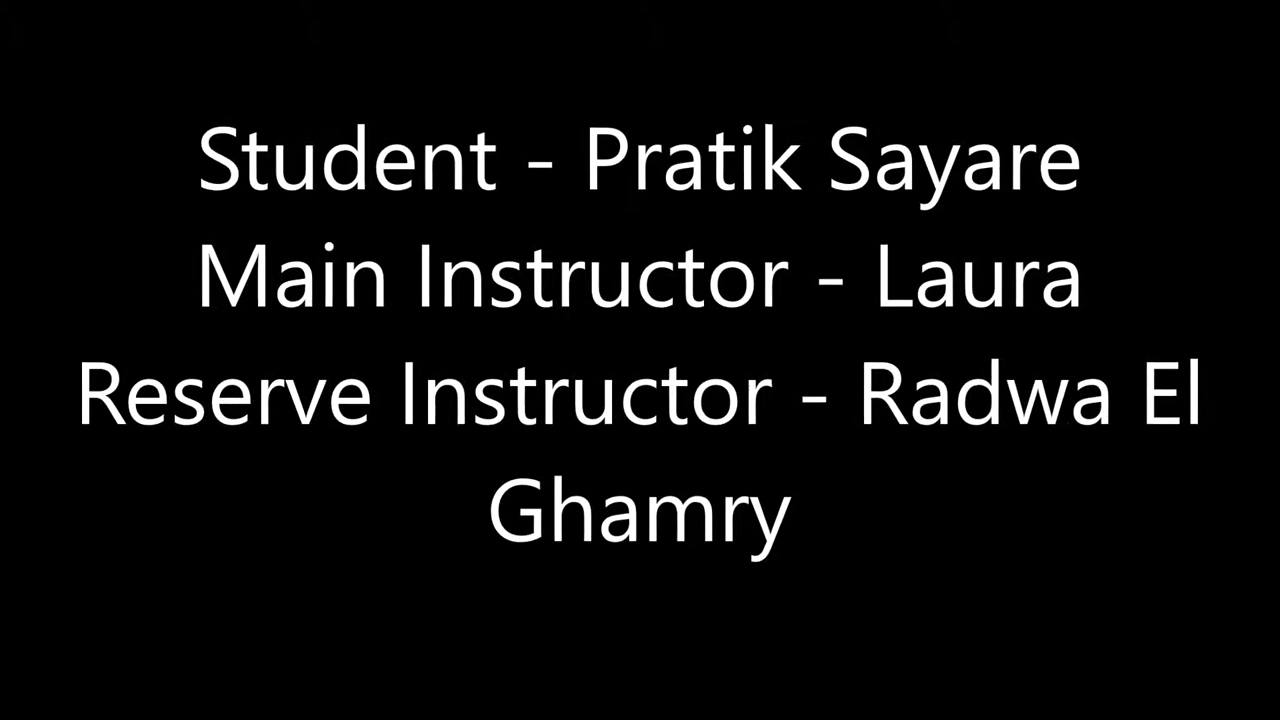 Student - Pratik Sayare
Main Instructor - Laura
Reserve Instructor - Radwa El
Ghamry